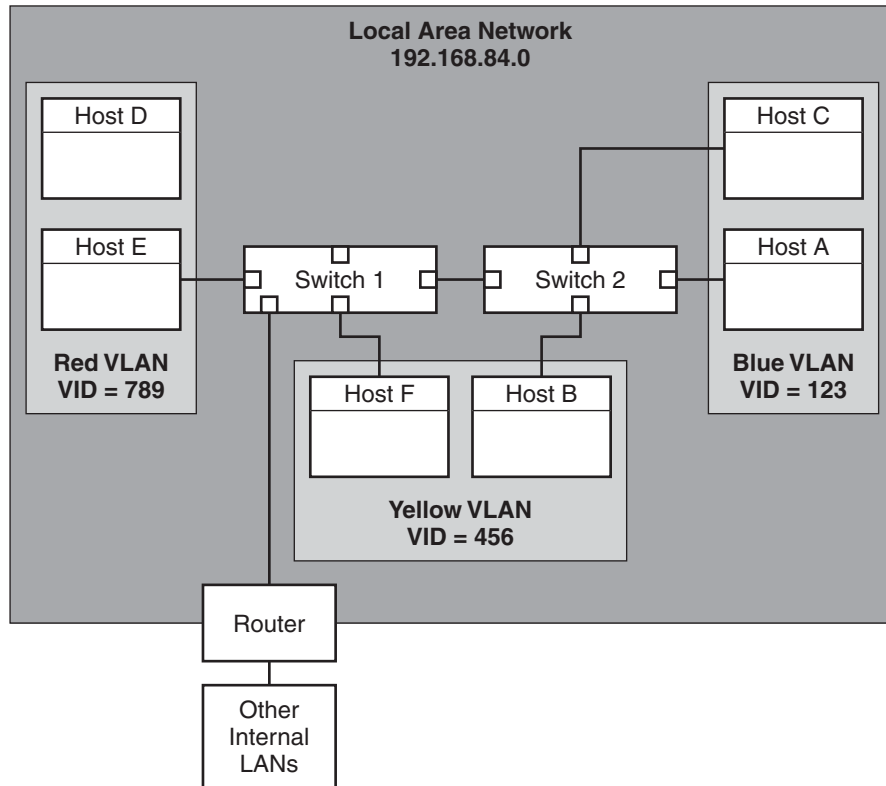 Local Area Network
192.168.84.0
Host D
Host C
Host E
Switch 1
Switch 2
Host A
Red VLAN
VID = 789
Host F
Host B
Blue VLAN
VID = 123
Yellow VLAN
VID = 456
Router
Other
Internal
LANs